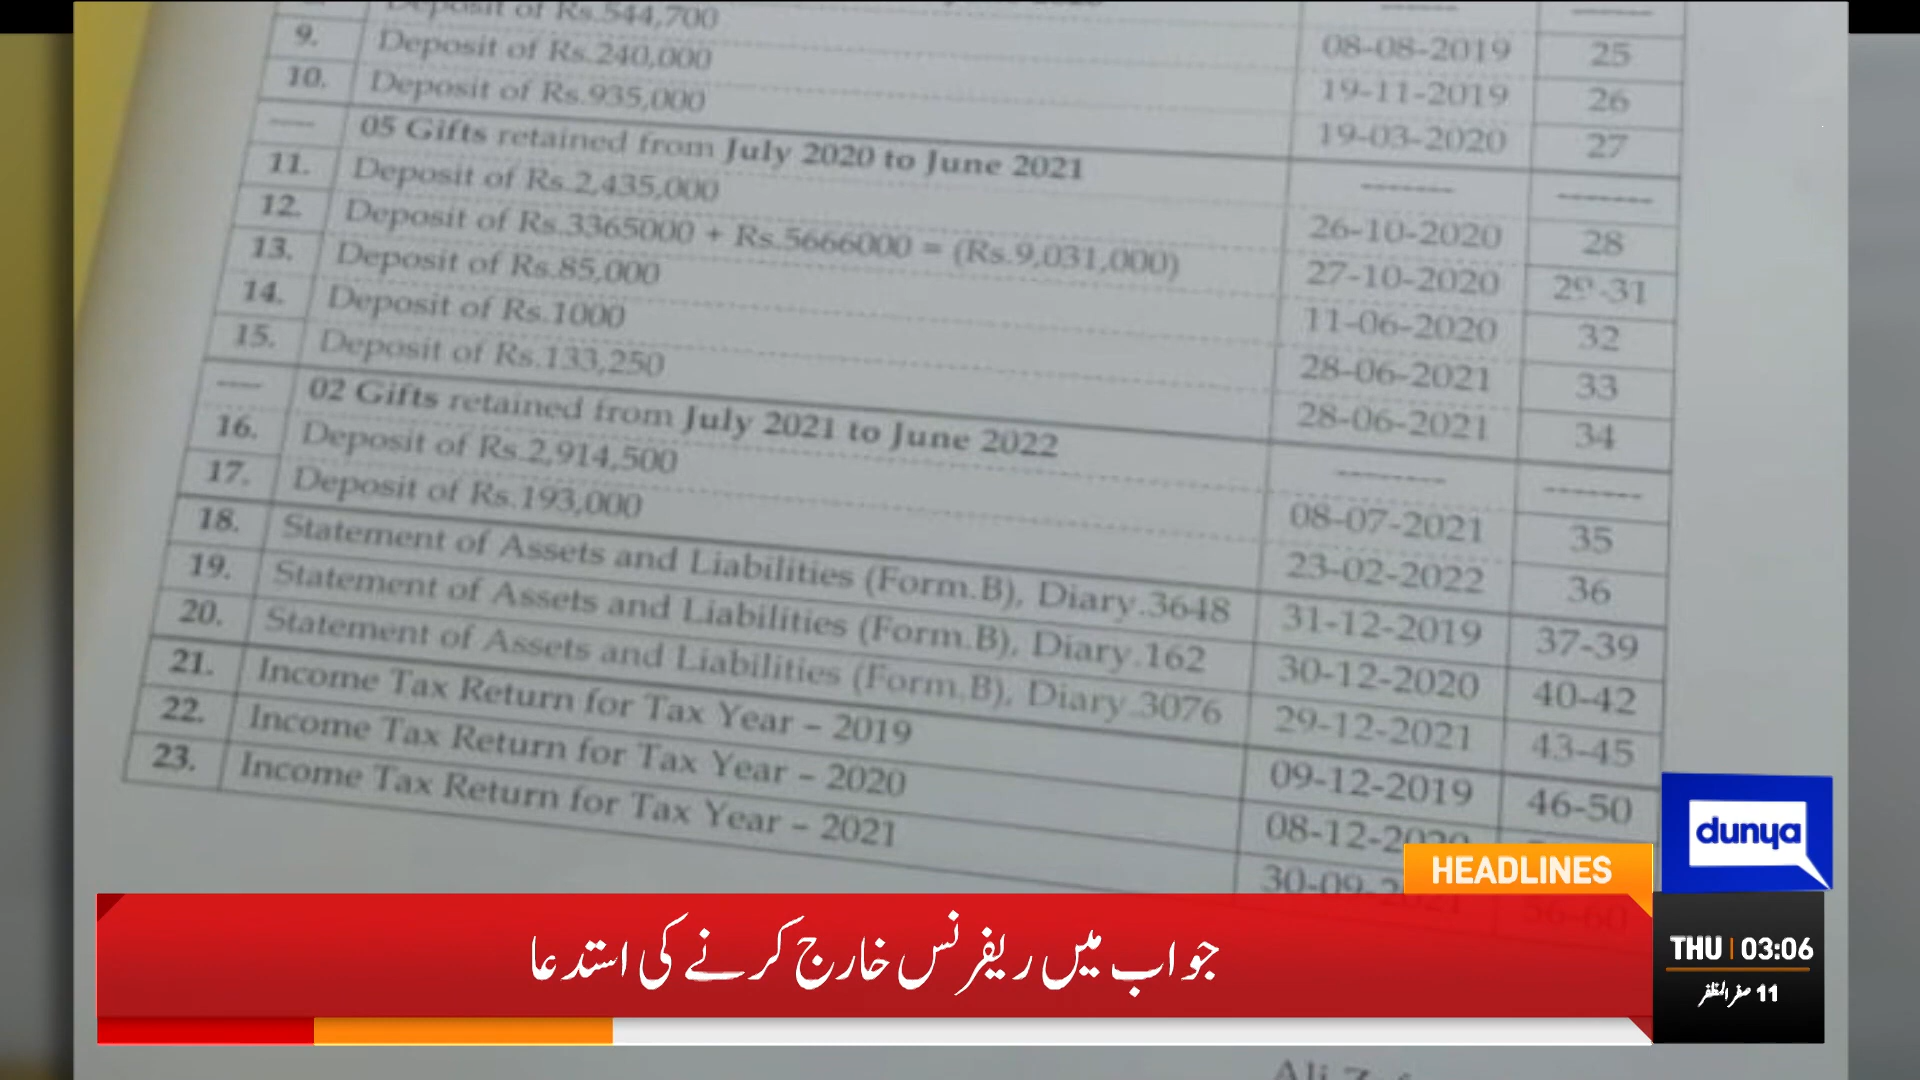 Deposit of Rs.544,700 08-08-2019 25
9. Deposit of Rs.240,000 19-11-2019 26
10. Deposit of Rs.935,000 19-03-2020 27
---- 05 Gifts retained from July 2020 to June 2021 ------- -------
11. Deposit of Rs.2,435,000 26-10-2020 28
12. Deposit of Rs.3365000 + Rs.5666000 = (Rs.9,031,000) 27-10-2020 29-31
13. Deposit of Rs.85,000 11-06-2020 32
14. Deposit of Rs.1000 28-06-2021 33
15. Deposit of Rs.133,250 28-06-2021 34
---- 02 Gifts retained from July 2021 to June 2022 -------- -------
16. Deposit of Rs.2,914,500 08-07-2021 35
17. Deposit of Rs.193,000 23-02-2022 36
18. Statement of Assets and Liabilities (Form.B), Diary.3648 31-12-2019 37-39
19. Statement of Assets and Liabilities (Form.B), Diary.162 30-12-2020 40-42
20. Statement of Assets and Liabilities (Form.B), Diary.3076 29-12-2021 43-45
21. Income Tax Return for Tax Year – 2019 09-12-2019 46-50
22. Income Tax Return for Tax Year – 2020 08-12-2020
23. Income Tax Return for Tax Year – 2021 30-09-2021 56-60
dunya
HEADLINES
جواب میں ریفرنس خارج کرنے کی استدعا
THU 03:06
11 صفر المظفر
Ali